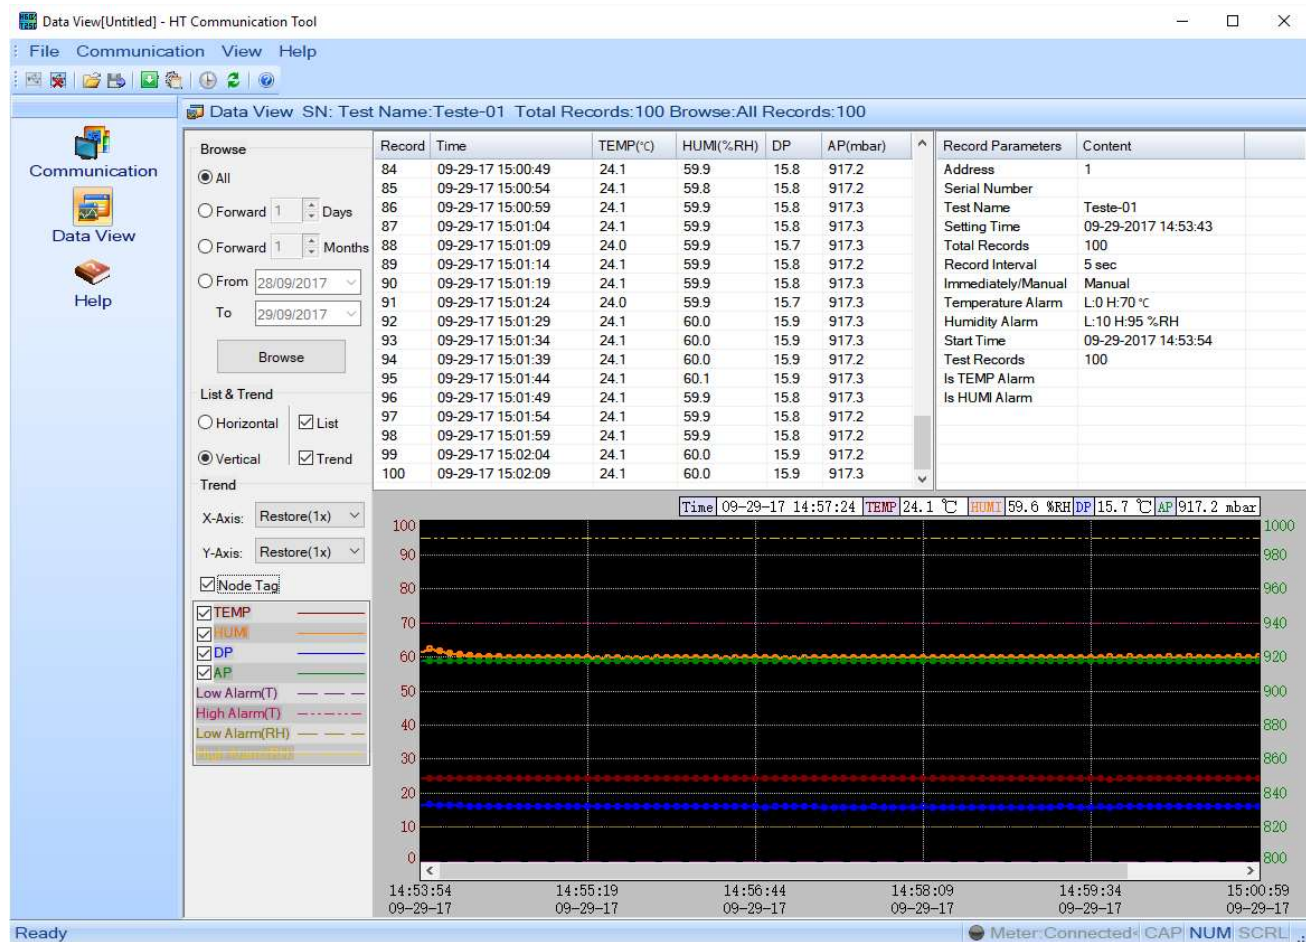 Data View[Untitled] - HT Communication Tool
File Communication View Help
Data View SN: Test Name:Teste-01 Total Records:100 Browse:All Records:100
Communication
Data View
Help
Browse
All
Forward 1 Days
Forward 1 Months
From 28/09/2017
To 29/09/2017
Browse
List & Trend
Horizontal List
Vertical Trend
Trend
X-Axis: Restore(1x)
Y-Axis: Restore(1x)
Node Tag
TEMP
HUMI
DP
AP
Low Alarm(T)
High Alarm(T)
Low Alarm(RH)
Record Time TEMP(℃) HUMI(%RH) DP AP(mbar)
84 09-29-17 15:00:49 24.1 59.9 15.8 917.2
85 09-29-17 15:00:54 24.1 59.8 15.8 917.2
86 09-29-17 15:00:59 24.1 59.9 15.8 917.3
87 09-29-17 15:01:04 24.1 59.9 15.8 917.3
88 09-29-17 15:01:09 24.0 59.9 15.7 917.3
89 09-29-17 15:01:14 24.1 59.9 15.8 917.2
90 09-29-17 15:01:19 24.1 59.9 15.8 917.3
91 09-29-17 15:01:24 24.0 59.9 15.7 917.3
92 09-29-17 15:01:29 24.1 60.0 15.9 917.3
93 09-29-17 15:01:34 24.1 60.0 15.9 917.3
94 09-29-17 15:01:39 24.1 60.0 15.9 917.2
95 09-29-17 15:01:44 24.1 60.1 15.9 917.3
96 09-29-17 15:01:49 24.1 59.9 15.8 917.3
97 09-29-17 15:01:54 24.1 59.9 15.8 917.2
98 09-29-17 15:01:59 24.1 59.9 15.8 917.2
99 09-29-17 15:02:04 24.1 60.0 15.9 917.2
100 09-29-17 15:02:09 24.1 60.0 15.9 917.3
Record Parameters Content
Address 1
Serial Number
Test Name Teste-01
Setting Time 09-29-2017 14:53:43
Total Records 100
Record Interval 5 sec
Immediately/Manual Manual
Temperature Alarm L:0 H:70 ℃
Humidity Alarm L:10 H:95 %RH
Start Time 09-29-2017 14:53:54
Test Records 100
Is TEMP Alarm
Is HUMI Alarm
Time 09-29-17 14:57:24 TEMP 24.1 ℃ HUMI 59.6 %RH DP 15.7 ℃ AP 917.2 mbar
100 1000
90 980
80 960
70 940
60 920
50 900
40 880
30 860
20 840
10 820
0 800
14:53:54 14:55:19 14:56:44 14:58:09 14:59:34 15:00:59
09-29-17 09-29-17 09-29-17 09-29-17 09-29-17 09-29-17
Ready Meter:Connected< CAP NUM SCRL